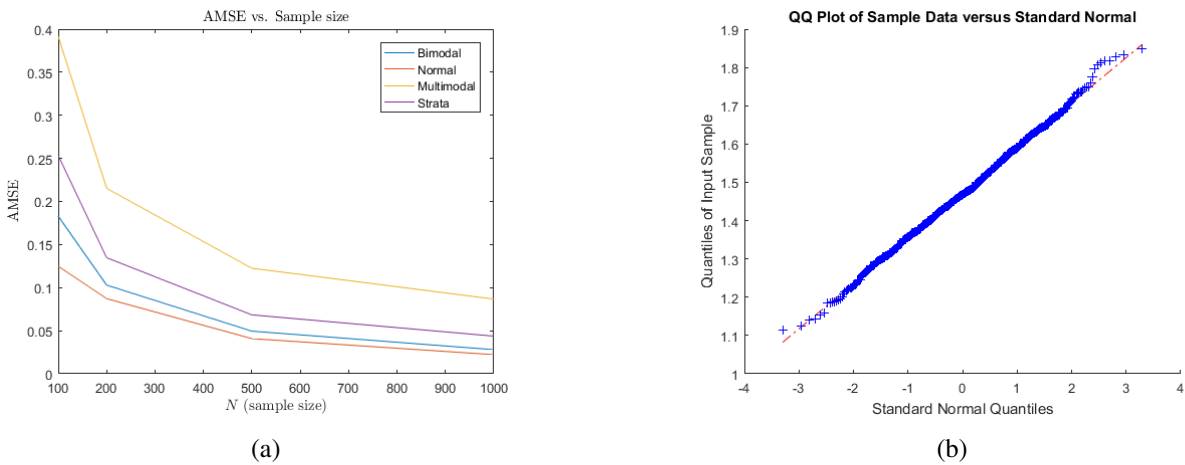 AMSE vs. Sample size
0.4
0.35
0.3
0.25
0.2
0.15
0.1
0.05
0
AMSE
Bimodal
Normal
Multimodal
Strata
100 200 300 400 500 600 700 800 900 1000
N (sample size)
(a)
QQ Plot of Sample Data versus Standard Normal
1.9
1.8
1.7
1.6
1.5
1.4
1.3
1.2
1.1
1
Quantiles of Input Sample
-4 -3 -2 -1 0 1 2 3 4
Standard Normal Quantiles
(b)